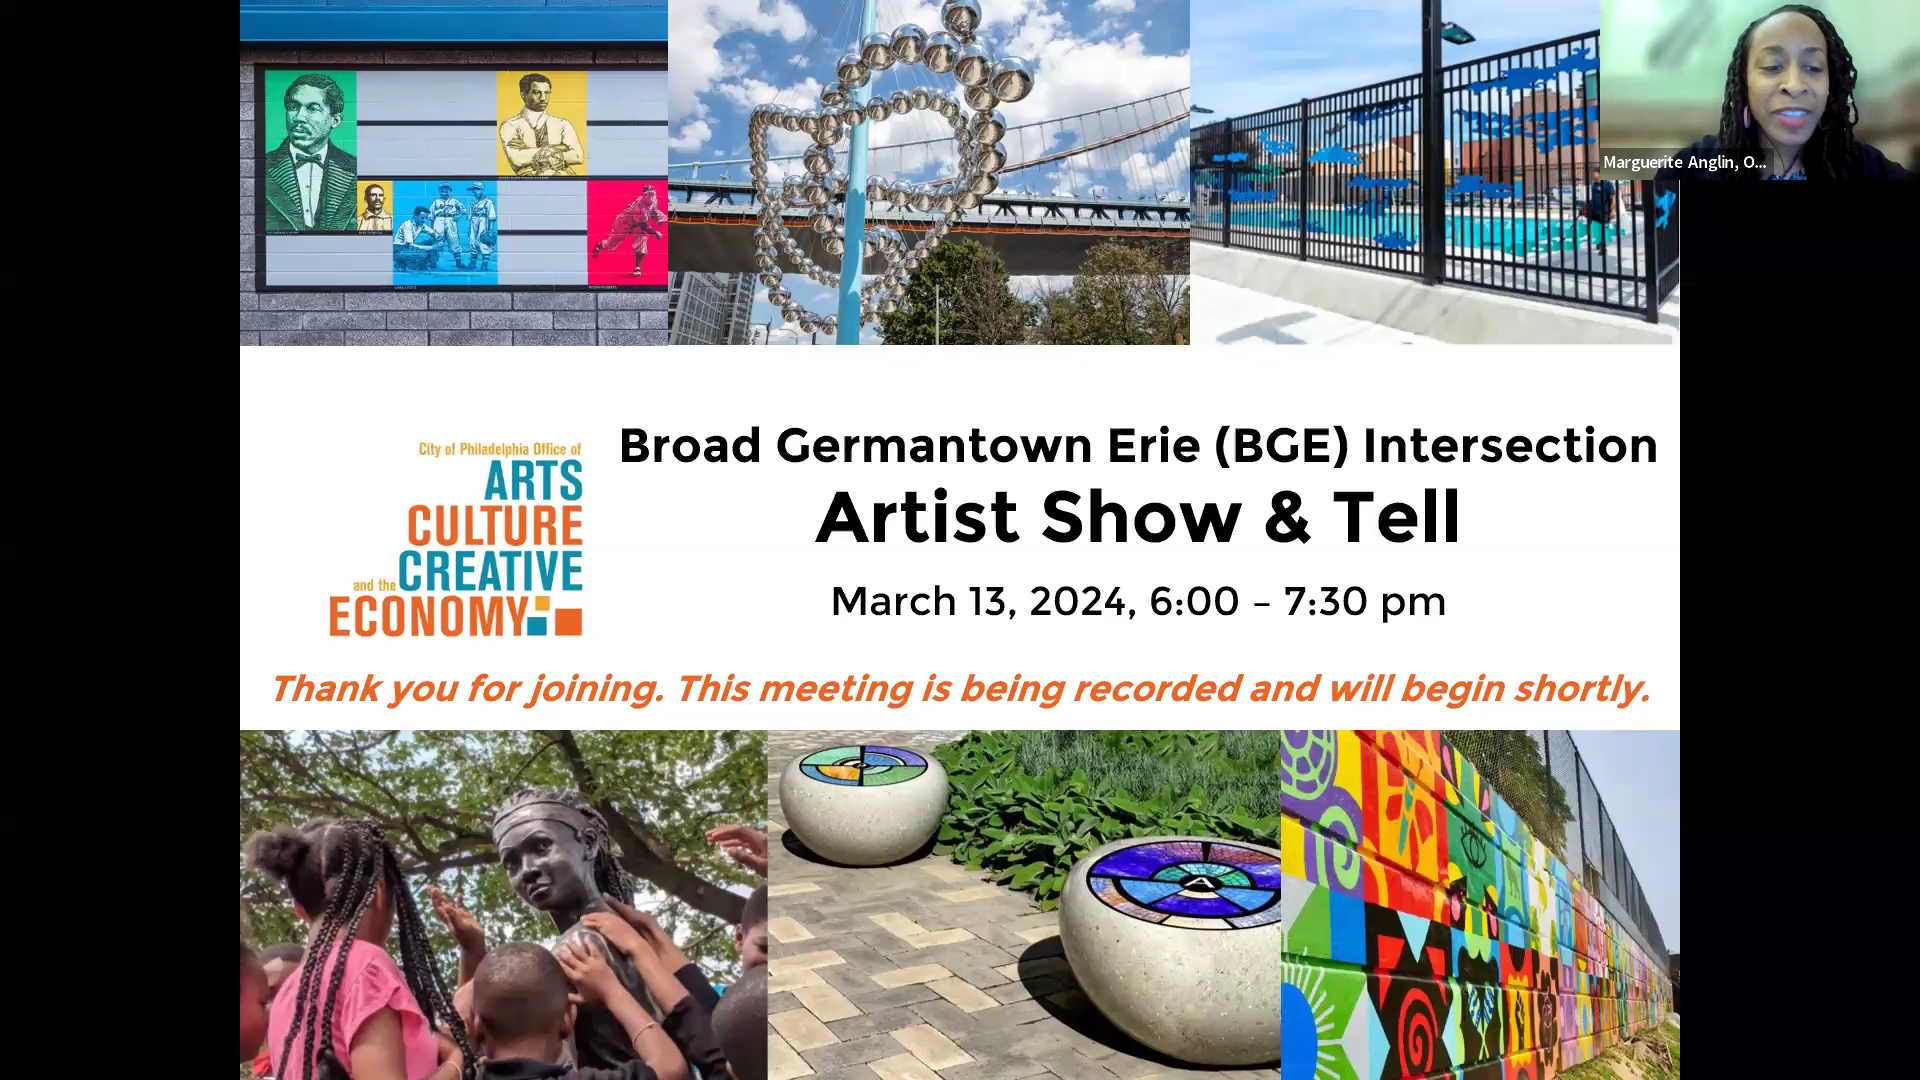 Marguerite Anglin, O...
Broad Germantown Erie (BGE) Intersection
Artist Show & Tell
March 13, 2024, 6:00 – 7:30 pm
City of Philadelphia Office of
ARTS
CULTURE
and the CREATIVE
ECONOMY
Thank you for joining. This meeting is being recorded and will begin shortly.